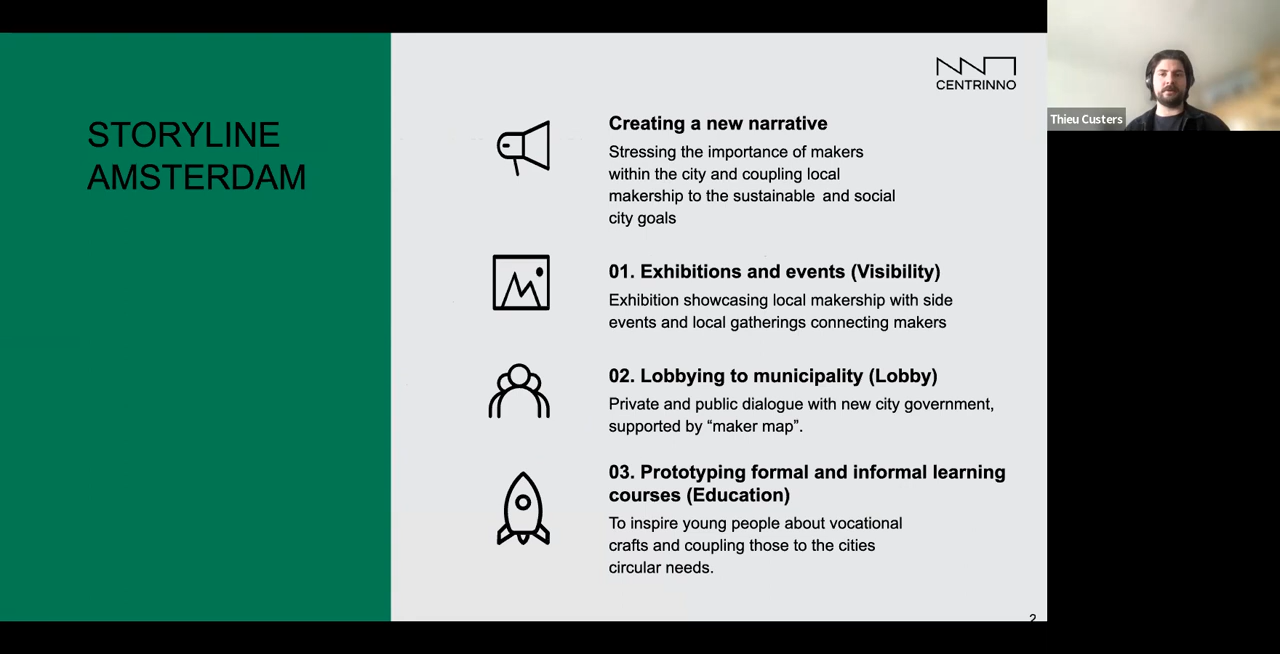 STORYLINE
AMSTERDAM
CENTRINNO
Creating a new narrative
Stressing the importance of makers
within the city and coupling local
makership to the sustainable and social
city goals
01. Exhibitions and events (Visibility)
Exhibition showcasing local makership with side
events and local gatherings connecting makers
02. Lobbying to municipality (Lobby)
Private and public dialogue with new city government,
supported by “maker map”.
03. Prototyping formal and informal learning
courses (Education)
To inspire young people about vocational
crafts and coupling those to the cities
circular needs.
2
Thieu Custers